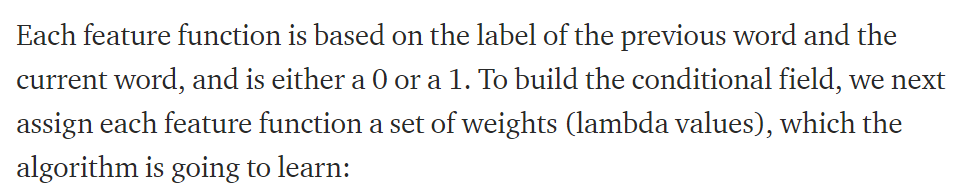 Each feature function is based on the label of the previous word and the
current word, and is either a 0 or a 1. To build the conditional field, we next
assign each feature function a set of weights (lambda values), which the
algorithm is going to learn: